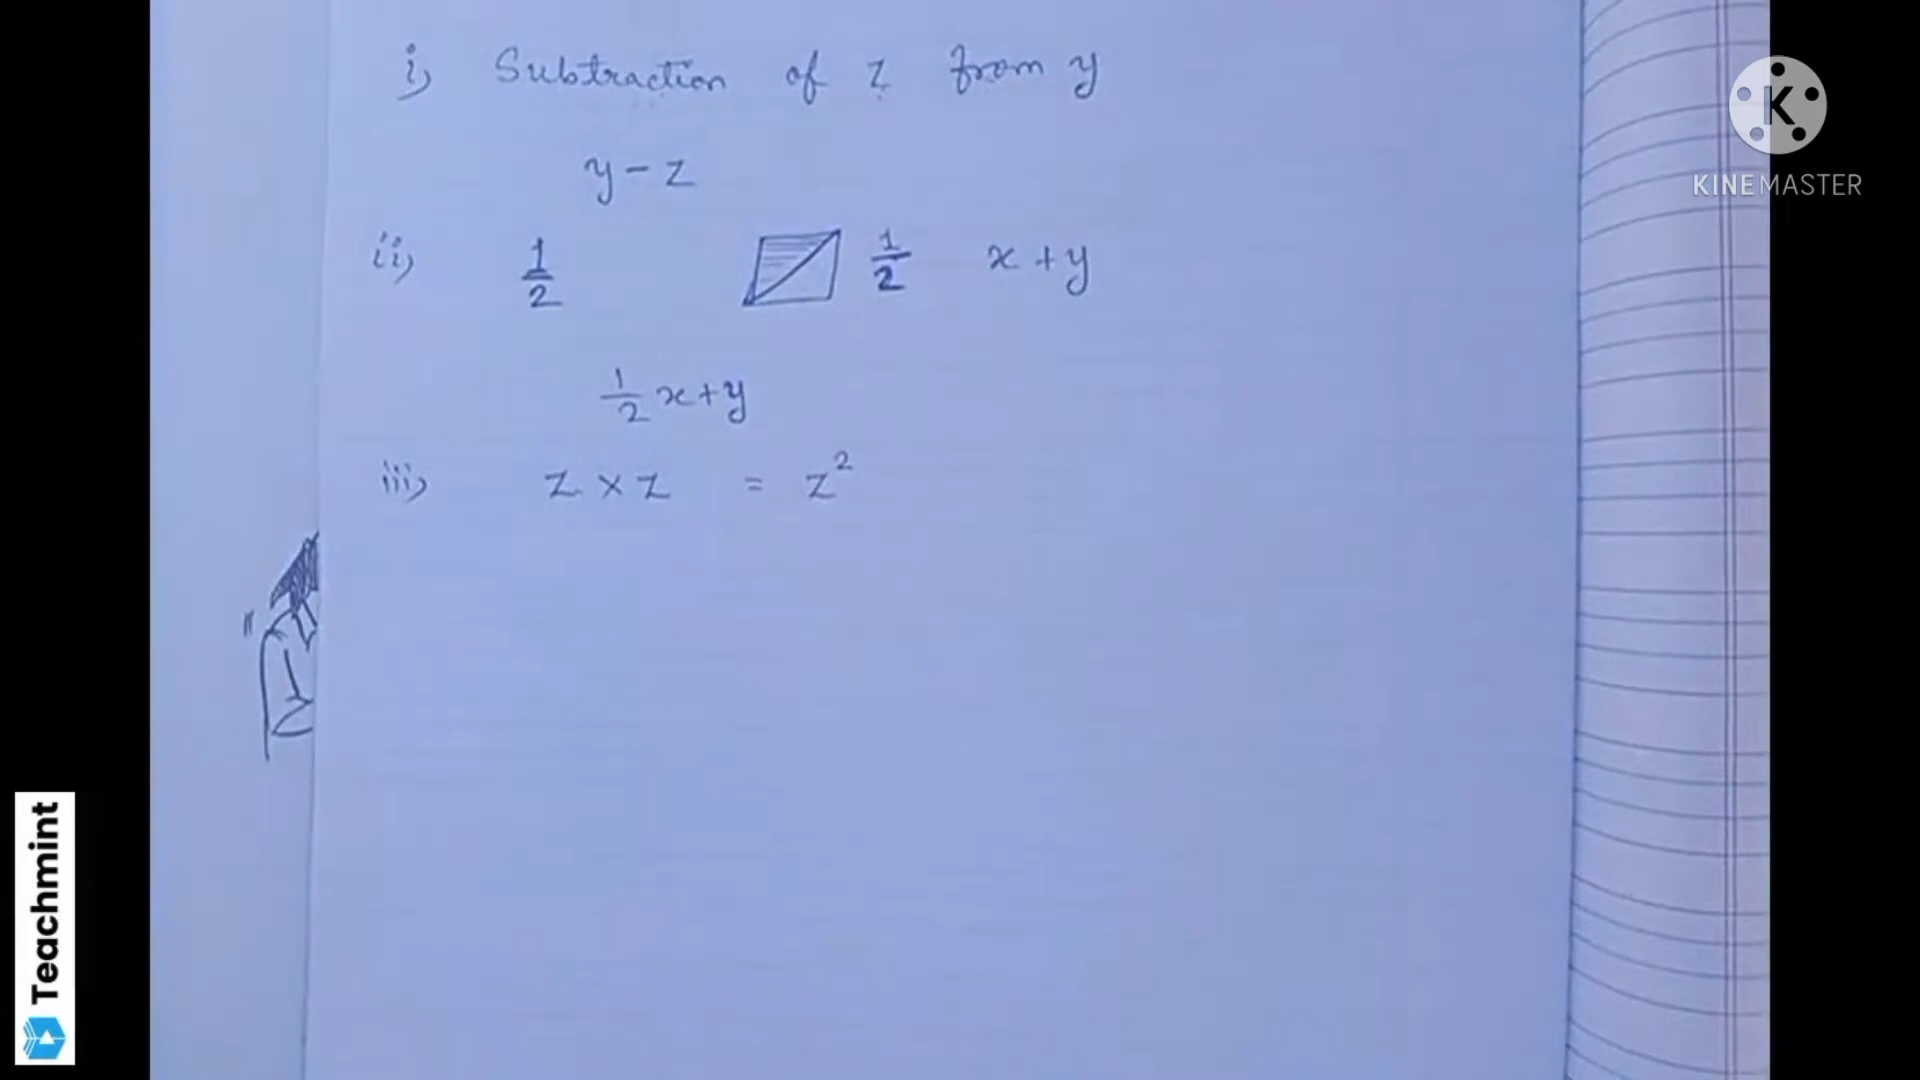 i) Subtraction of z from y
y - z
ii) 1/2 1/2 x + y
1/2 x + y
iii) z × z = z²
K
KINEMASTER
Teachmint